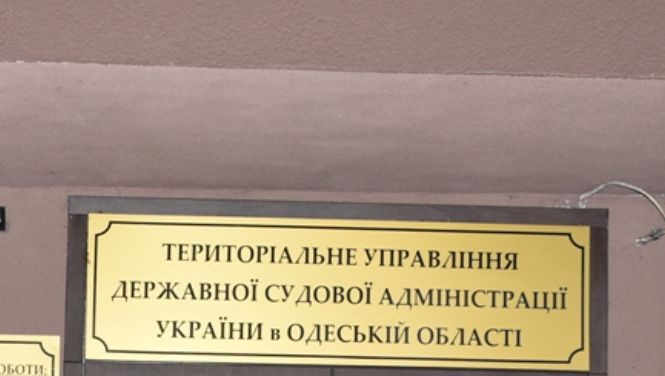 ТЕРИТОРІАЛЬНЕ УПРАВЛІННЯ
ДЕРЖАВНОЇ СУДОВОЇ АДМІНІСТРАЦІЇ
УКРАЇНИ в ОДЕСЬКІЙ ОБЛАСТІ